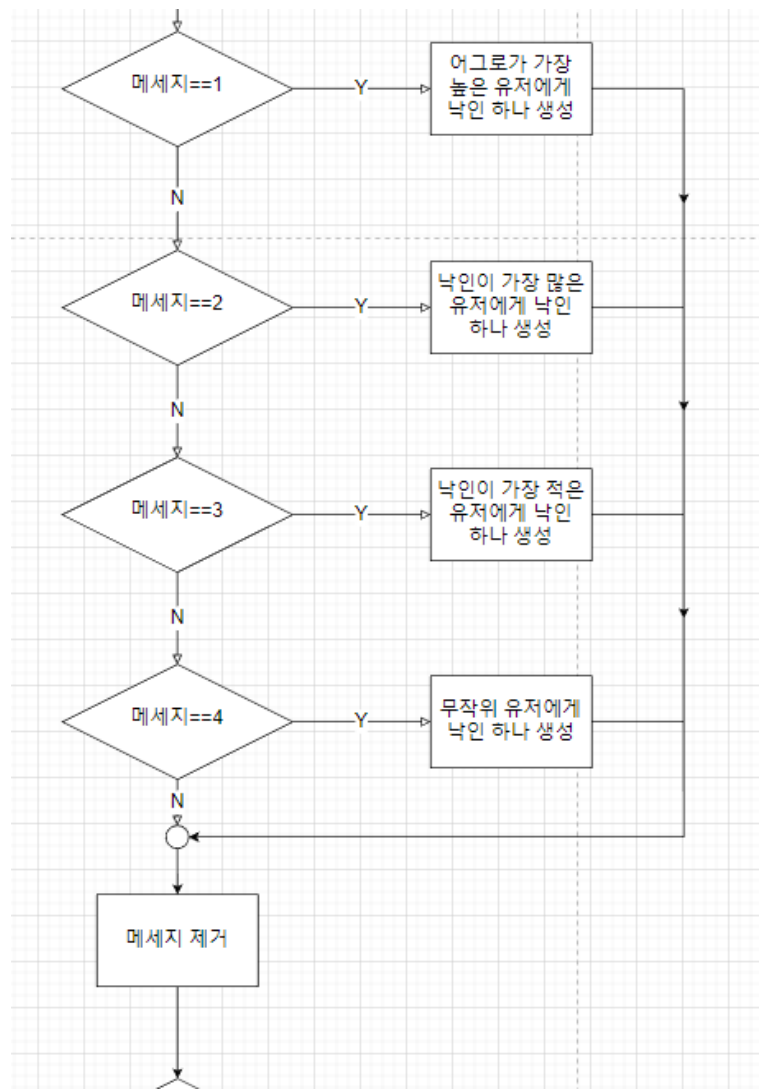 메세지==1
Y
어그로가 가장
높은 유저에게
낙인 하나 생성
N
메세지==2
Y
낙인이 가장 많은
유저에게 낙인
하나 생성
N
메세지==3
Y
낙인이 가장 적은
유저에게 낙인
하나 생성
N
메세지==4
Y
무작위 유저에게
낙인 하나 생성
N
메세지 제거